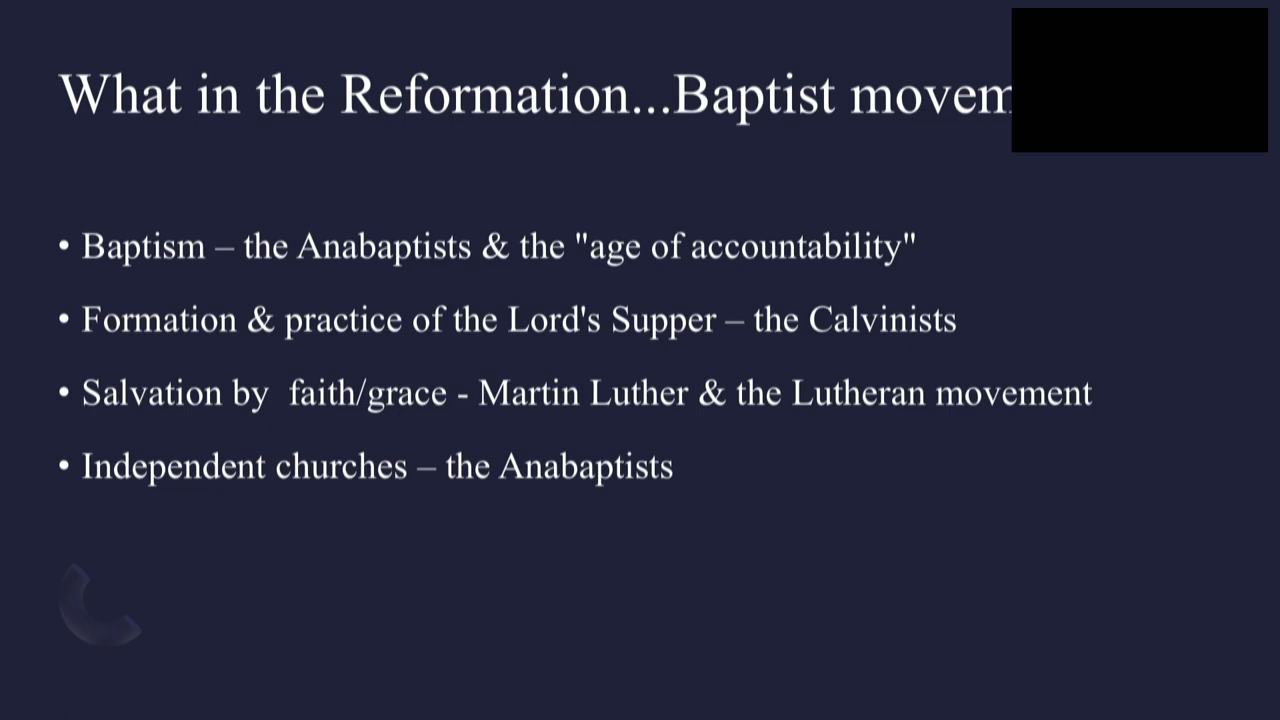 What in the Reformation...Baptist movem
• Baptism – the Anabaptists & the "age of accountability"
• Formation & practice of the Lord's Supper – the Calvinists
• Salvation by  faith/grace - Martin Luther & the Lutheran movement
• Independent churches – the Anabaptists